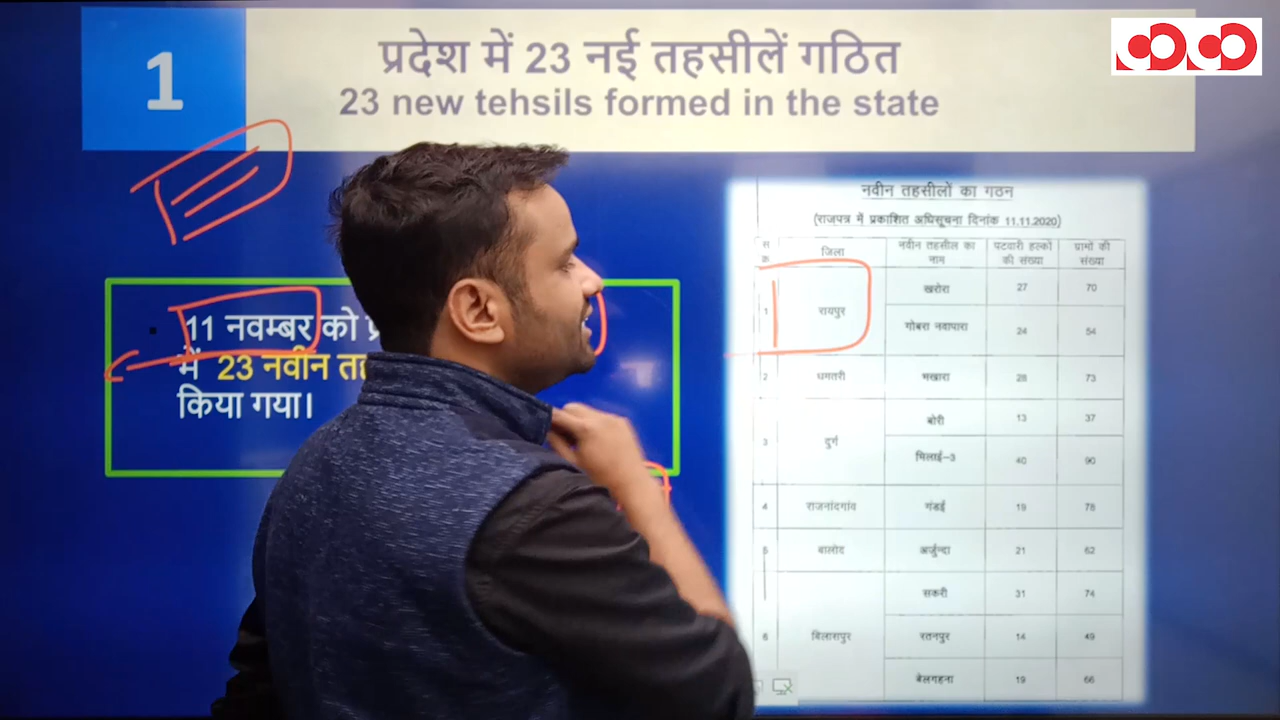 1
प्रदेश में 23 नई तहसीलें गठित
23 new tehsils formed in the state
11 नवम्बर को
में 23 नवीन
किया गया।
नवीन तहसीलों का गठन
(राजपत्र में प्रकाशित अधिसूचना दिनांक 11.11.2020)
स क जिला नवीन तहसील का नाम पटवारी हल्कों की संख्या ग्रामों की संख्या
1 रायपुर खरोरा 27 70
गोबरा नवापारा 24 54
2 धमतरी भखारा 28 73
3 दुर्ग बोरी 13 37
भिलाई-3 40 90
4 राजनांदगांव गंडई 19 78
5 बालोद अर्जुन्दा 21 62
6 बिलासपुर सकरी 31 74
रतनपुर 14 49
बेलगहना 19 66